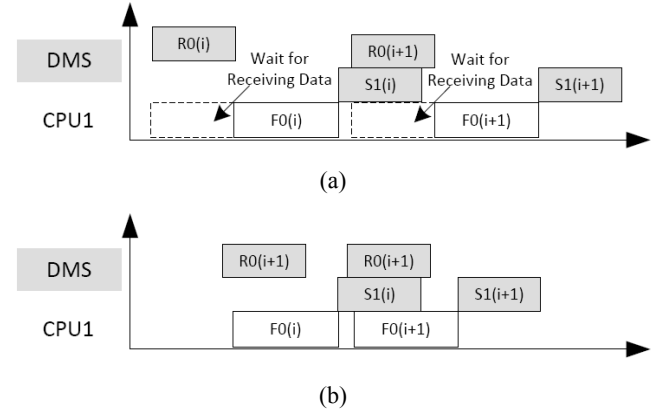 R0(i)
Wait for
Receiving Data
R0(i+1)
Wait for
Receiving Data
DMS
S1(i)
S1(i+1)
CPU1
F0(i)
F0(i+1)
(a)
R0(i+1)
R0(i+1)
DMS
S1(i)
S1(i+1)
CPU1
F0(i)
F0(i+1)
(b)